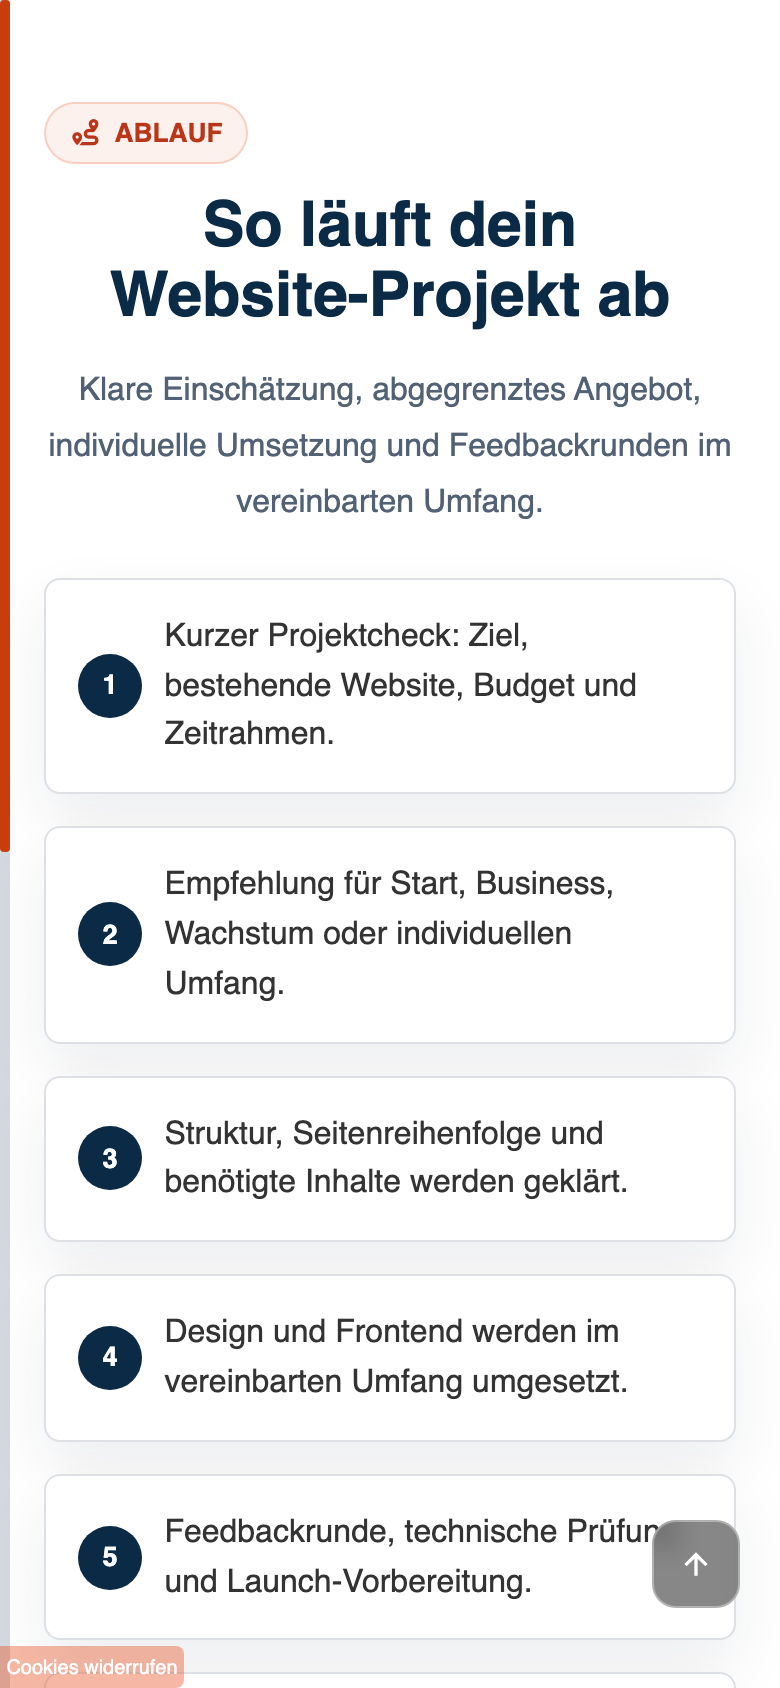 ABLAUF
So läuft dein
Website-Projekt ab
Klare Einschätzung, abgegrenztes Angebot,
individuelle Umsetzung und Feedbackrunden im
vereinbarten Umfang.
Kurzer Projektcheck: Ziel,
1 bestehende Website, Budget und
Zeitrahmen.
Empfehlung für Start, Business,
2 Wachstum oder individuellen
Umfang.
3 Struktur, Seitenreihenfolge und
benötigte Inhalte werden geklärt.
4 Design und Frontend werden im
vereinbarten Umfang umgesetzt.
5 Feedbackrunde, technische
und Launch-Vorbereitung.
Cookies widerrufen